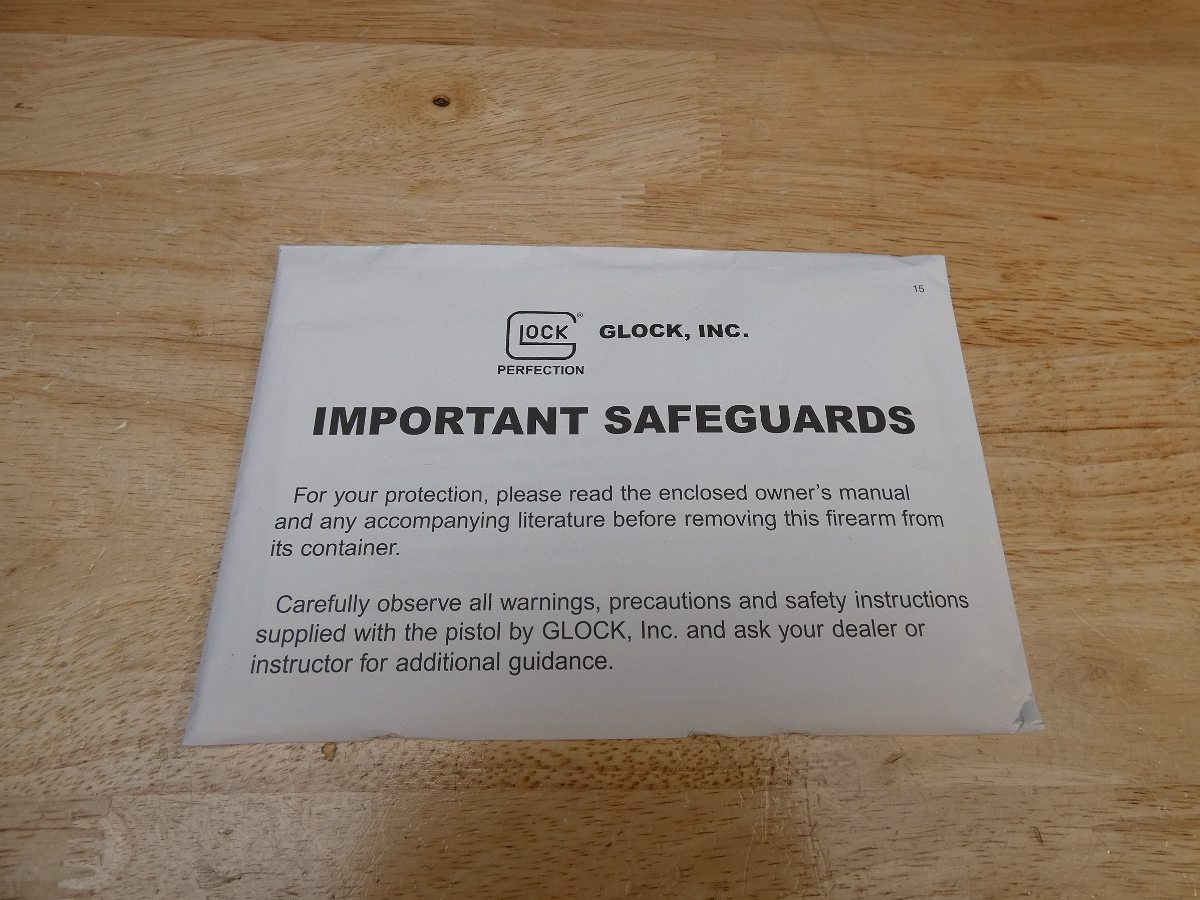 15
GLOCK® GLOCK, INC.
PERFECTION
IMPORTANT SAFEGUARDS
For your protection, please read the enclosed owner's manual
and any accompanying literature before removing this firearm from
its container.
Carefully observe all warnings, precautions and safety instructions
supplied with the pistol by GLOCK, Inc. and ask your dealer or
instructor for additional guidance.